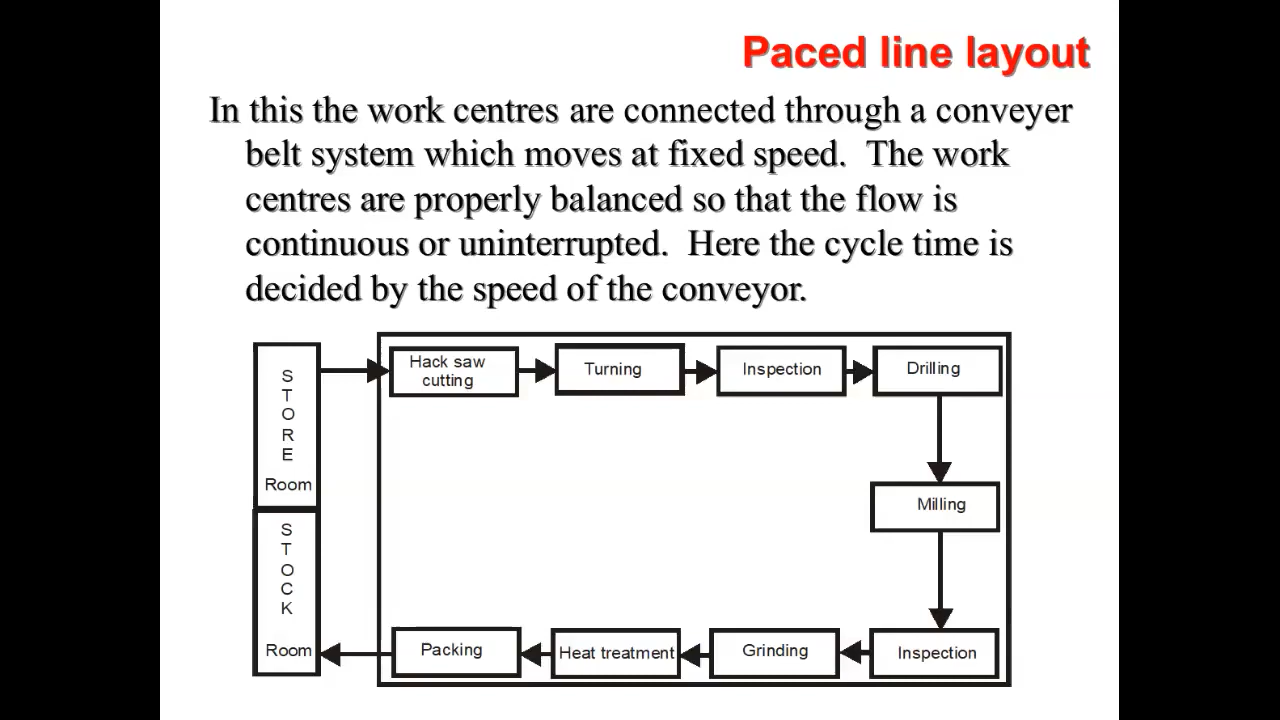 Paced line layout
In this the work centres are connected through a conveyer
belt system which moves at fixed speed.  The work
centres are properly balanced so that the flow is
continuous or uninterrupted.  Here the cycle time is
decided by the speed of the conveyor.
STORE
Room
Hack saw
cutting
Turning
Inspection
Drilling
Milling
Inspection
Grinding
Heat treatment
Packing
STOCK
Room